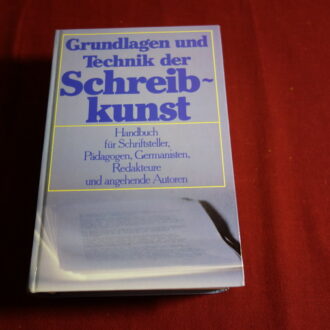 Grundlagen und
Technik der
Schreib-
kunst
Handbuch
für Schriftsteller,
Pädagogen, Germanisten,
Redakteure
und angehende Autoren